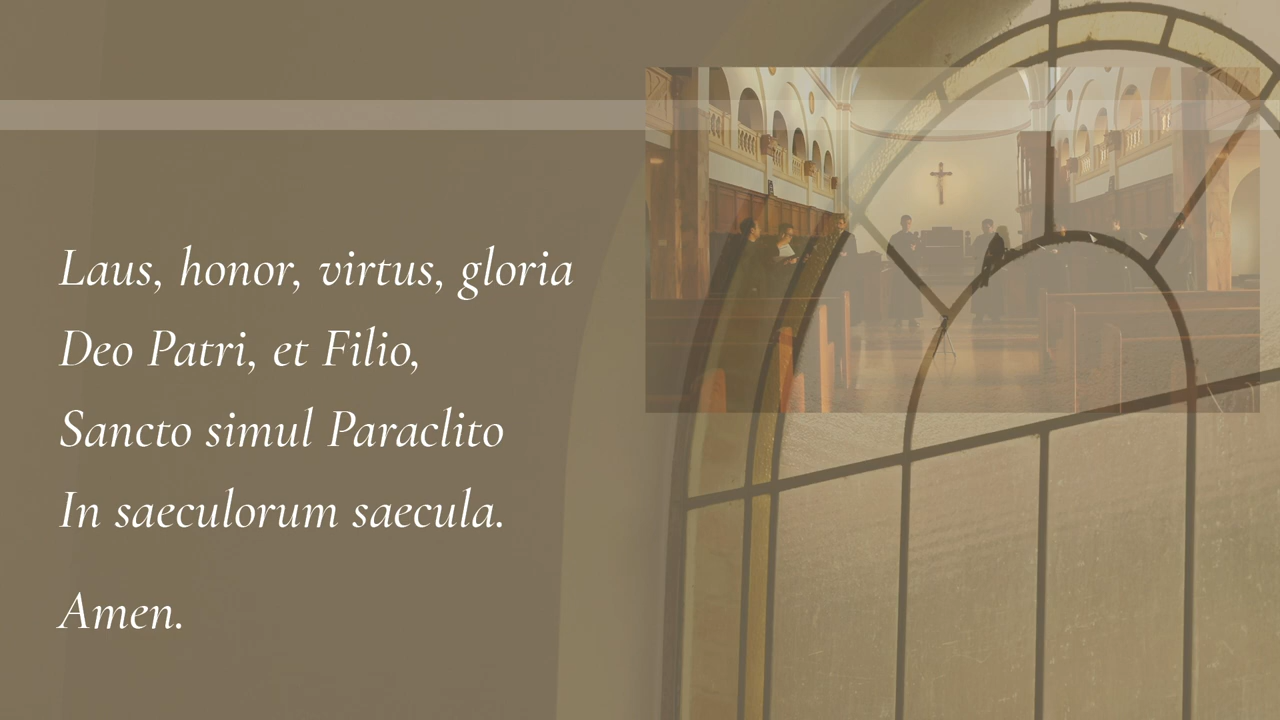 Laus, honor, virtus, gloria
Deo Patri, et Filio,
Sancto simul Paraclito
In saeculorum saecula.
Amen.